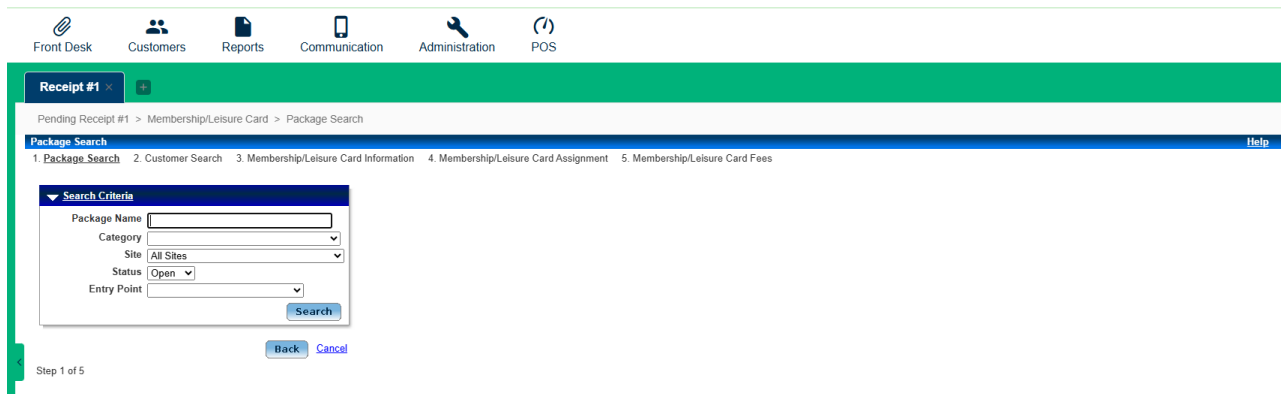 Front Desk Customers Reports Communication Administration POS
Receipt #1 × +
Pending Receipt #1 > Membership/Leisure Card > Package Search
Package Search Help
1. Package Search 2. Customer Search 3. Membership/Leisure Card Information 4. Membership/Leisure Card Assignment 5. Membership/Leisure Card Fees
Search Criteria
Package Name
Category
Site All Sites
Status Open
Entry Point
Search
Back Cancel
Step 1 of 5